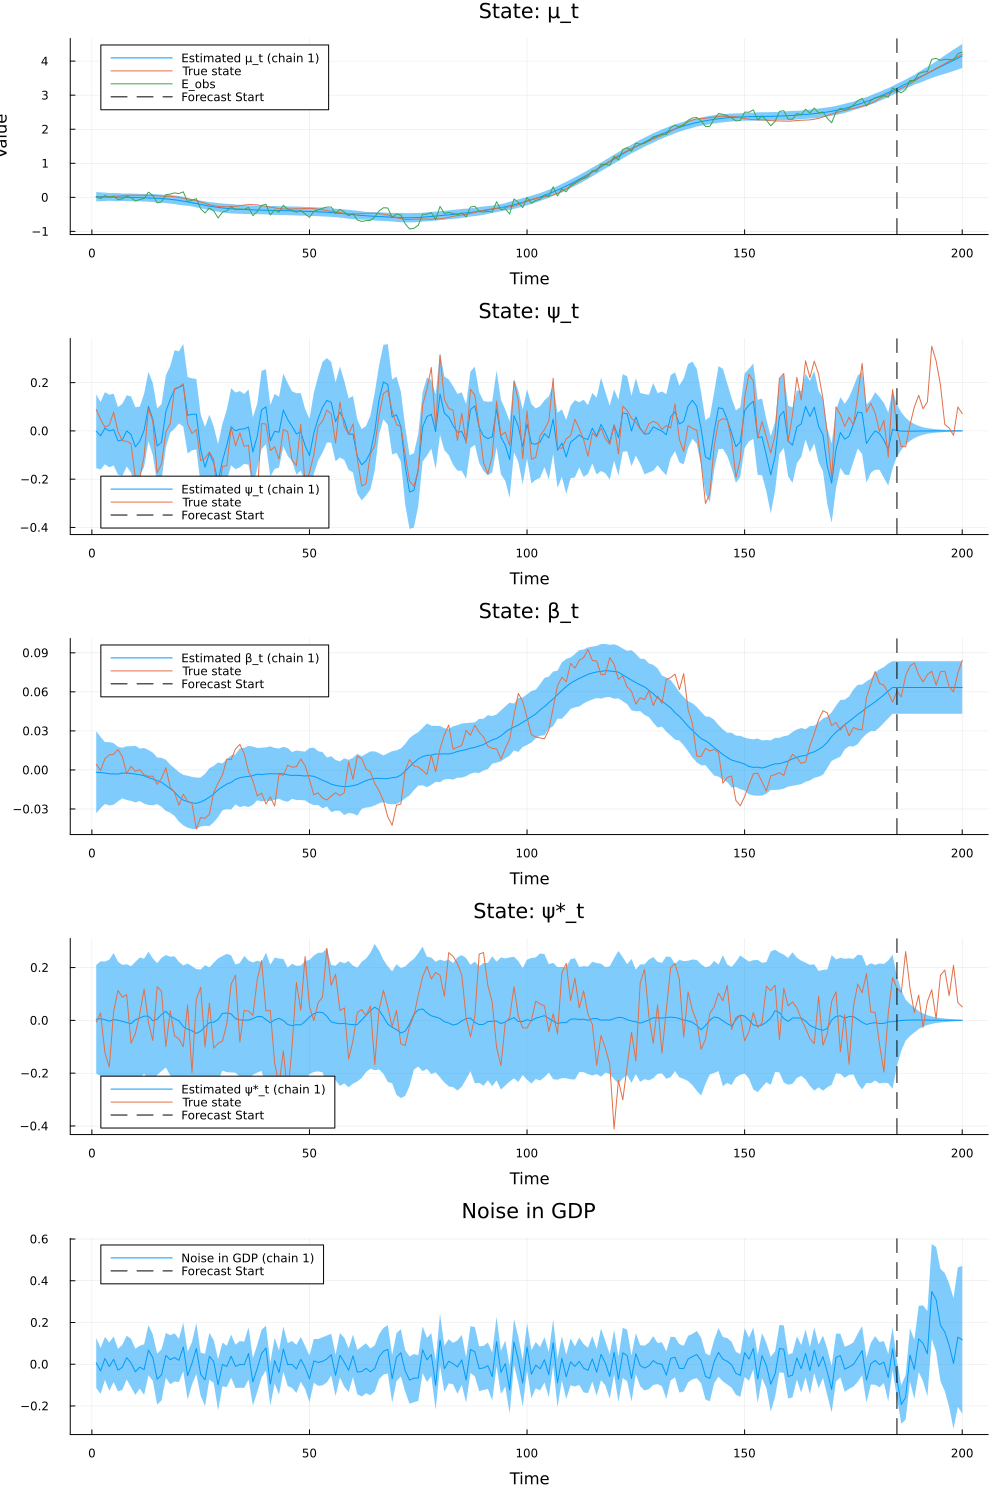 State: μ_t
Value
4
3
2
1
0
−1
Estimated μ_t (chain 1)
True state
E_obs
Forecast Start
0
50
100
150
200
Time
State: ψ_t
0.2
0.0
−0.2
−0.4
Estimated ψ_t (chain 1)
True state
Forecast Start
0
50
100
150
200
Time
State: β_t
0.09
0.06
0.03
0.00
−0.03
Estimated β_t (chain 1)
True state
Forecast Start
0
50
100
150
200
Time
State: ψ*_t
0.2
0.0
−0.2
−0.4
Estimated ψ*_t (chain 1)
True state
Forecast Start
0
50
100
150
200
Time
Noise in GDP
0.6
0.4
0.2
0.0
−0.2
Noise in GDP (chain 1)
Forecast Start
0
50
100
150
200
Time